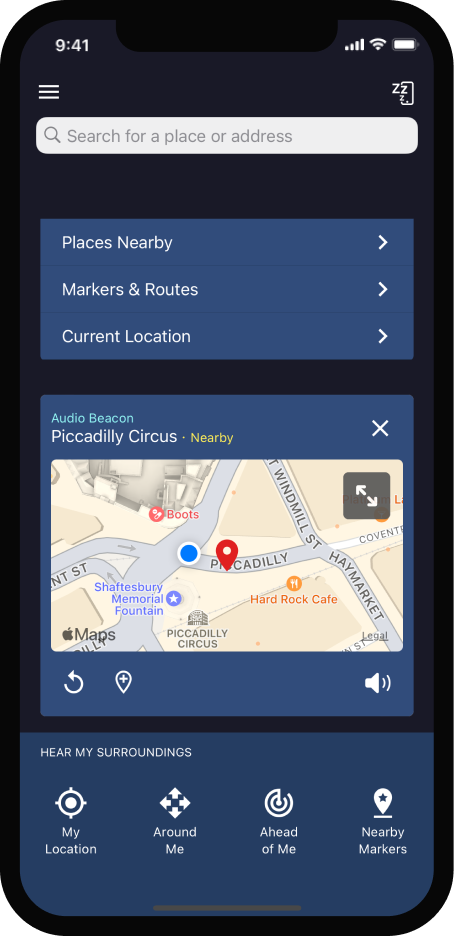 9:41
Search for a place or address
Places Nearby
Markers & Routes
Current Location
Audio Beacon
Piccadilly Circus · Nearby
Boots
T WINDMILL ST
COVENT
PICCADILLY
HAYMARKET
NT ST
Shaftesbury
Memorial
Fountain
Hard Rock Cafe
PICCADILLY
CIRCUS
Maps
Legal
HEAR MY SURROUNDINGS
My
Location
Around
Me
Ahead
of Me
Nearby
Markers